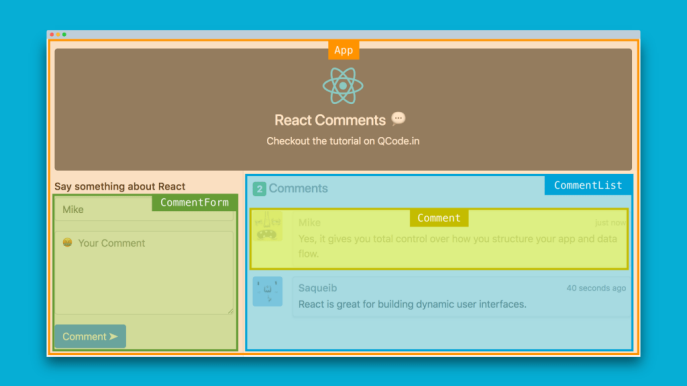 App
React Comments
Checkout the tutorial on QCode.in
Say something about React
CommentForm
Mike
Your Comment
Comment
2 Comments
CommentList
Comment
Mike
just now
Yes, it gives you total control over how you structure your app and data
flow.
Saqueib
40 seconds ago
React is great for building dynamic user interfaces.